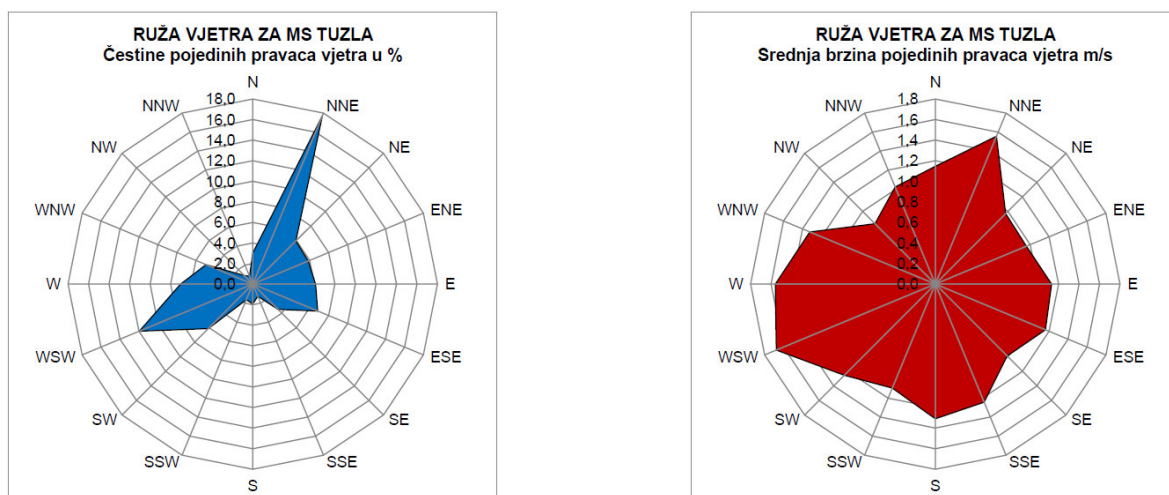 RUŽA VJETRA ZA MS TUZLA
Čestine pojedinih pravaca vjetra u %
N
NNE
NE
ENE
E
ESE
SE
SSE
S
SSW
SW
WSW
W
WNW
NW
NNW
18,0
16,0
14,0
12,0
10,0
8,0
6,0
4,0
2,0
0,0
RUŽA VJETRA ZA MS TUZLA
Srednja brzina pojedinih pravaca vjetra m/s
N
NNE
NE
ENE
E
ESE
SE
SSE
S
SSW
SW
WSW
W
WNW
NW
NNW
1,8
1,6
1,4
1,2
1,0
0,8
0,6
0,4
0,2
0,0